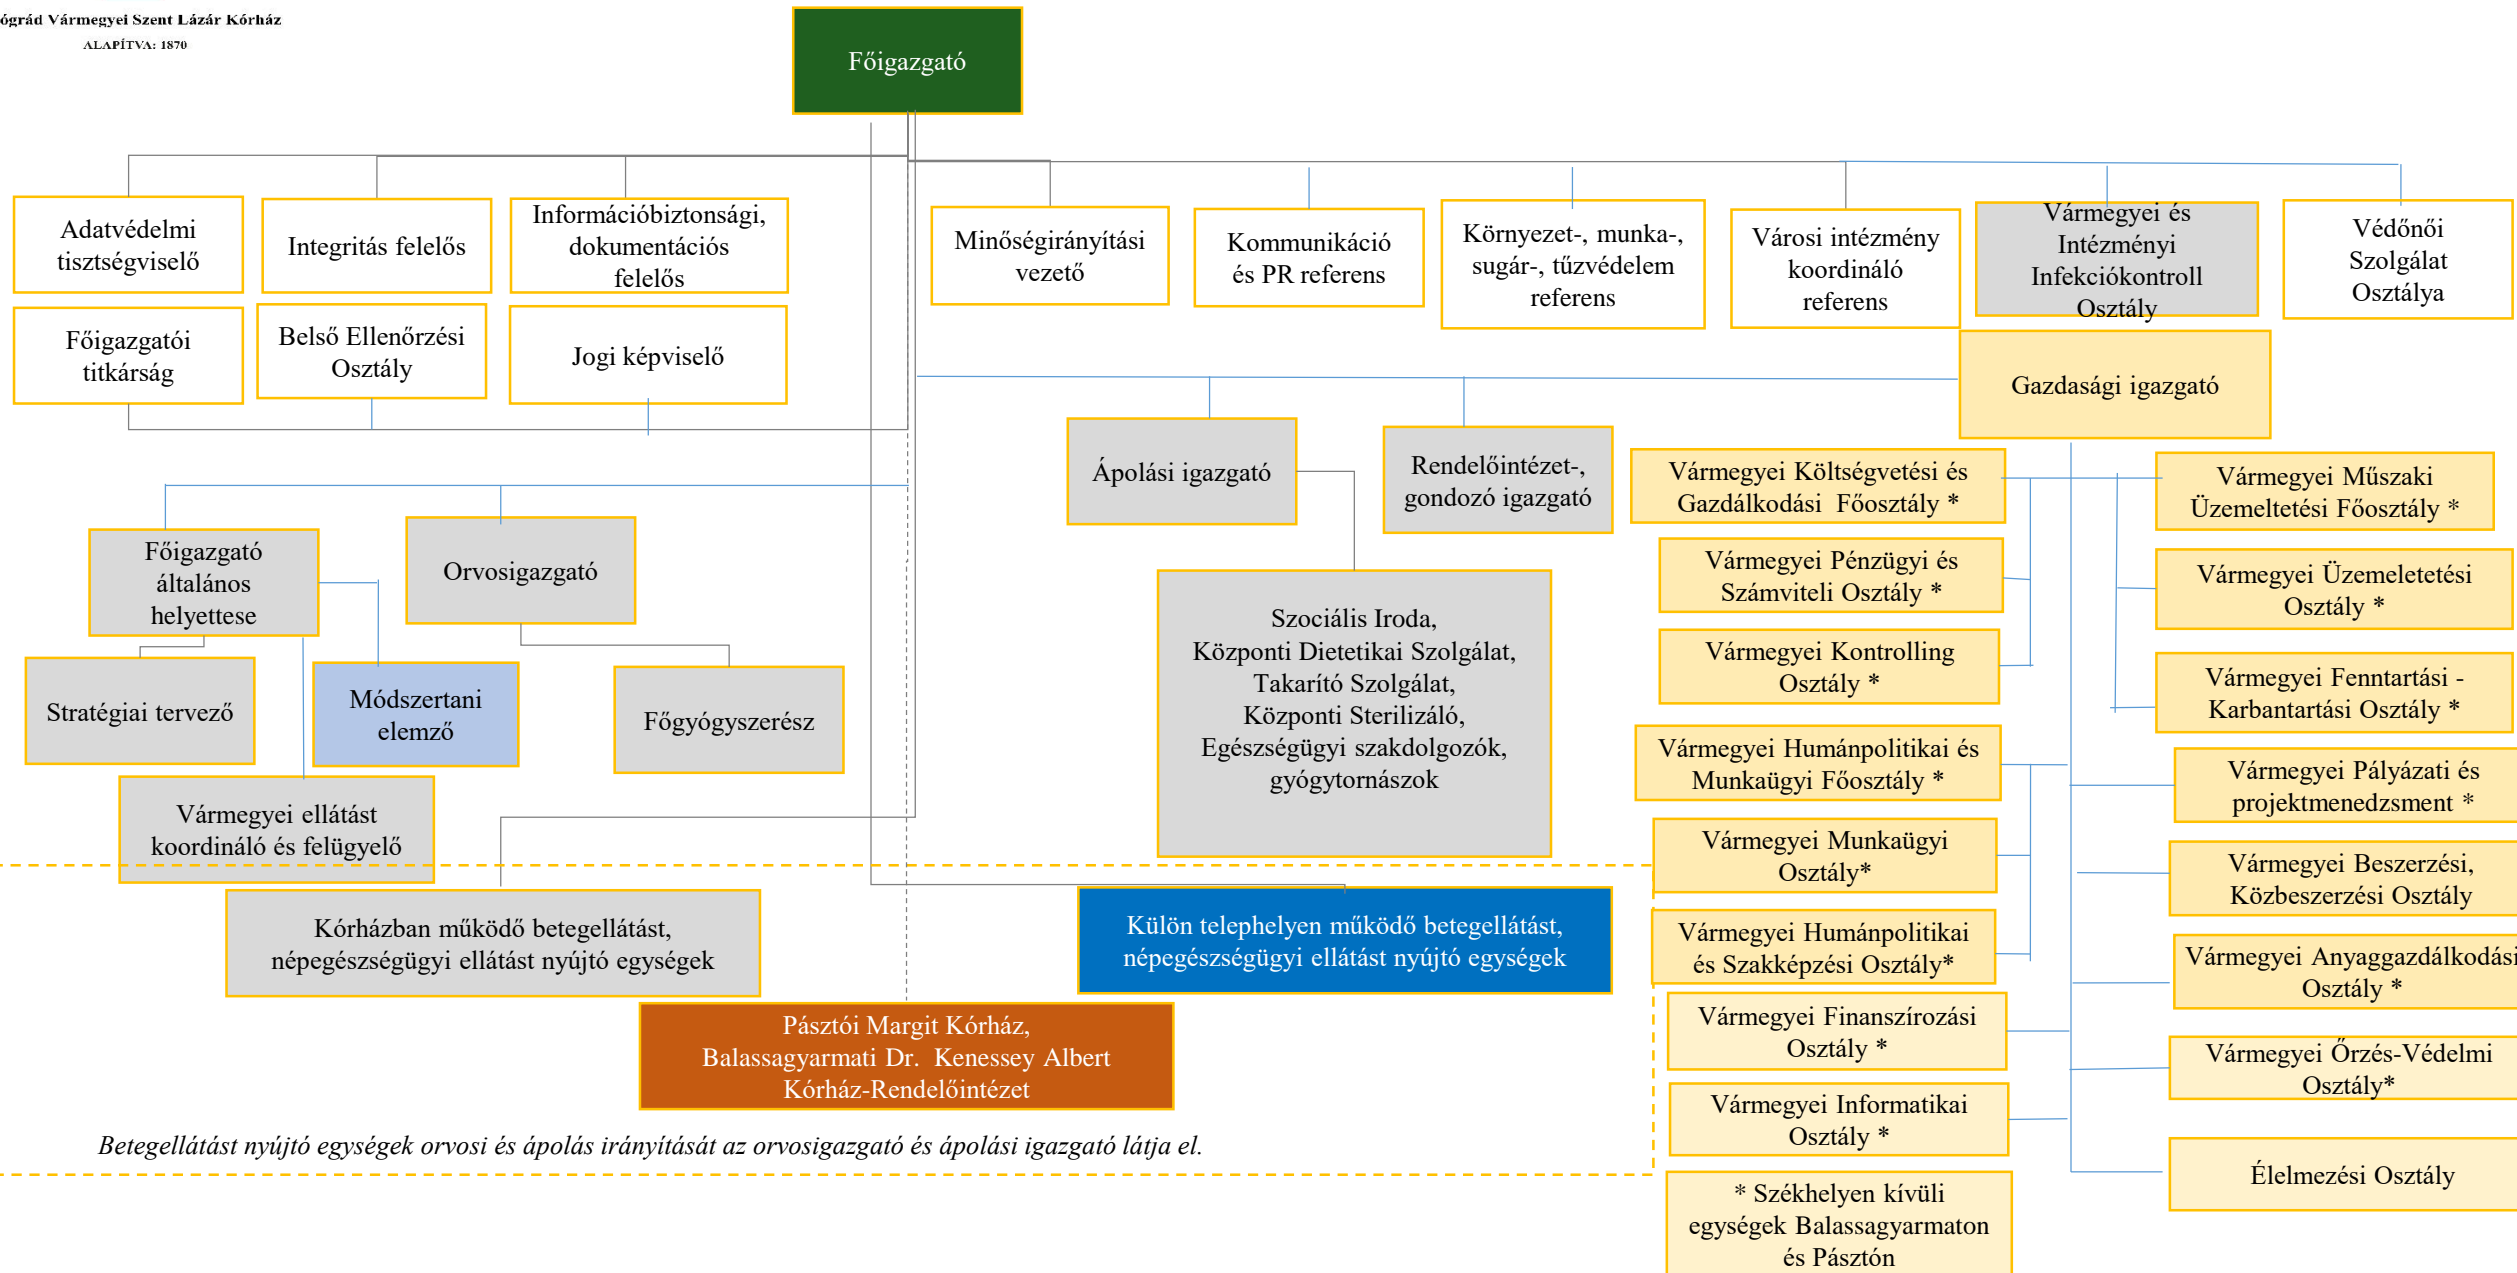 ógrád Vármegyei Szent Lázár Kórház
ALAPÍTVA: 1870
Főigazgató
Adatvédelmi
tisztségviselő
Integritás felelős
Információbiztonsági,
dokumentációs
felelős
Minőségirányítási
vezető
Kommunikáció
és PR referens
Környezet-, munka-,
sugár-, tűzvédelem
referens
Városi intézmény
koordináló
referens
Vármegyei és
Intézményi
Infekciókontroll
Osztály
Védőnői
Szolgálat
Osztálya
Főigazgatói
titkárság
Belső Ellenőrzési
Osztály
Jogi képviselő
Gazdasági igazgató
Ápolási igazgató
Rendelőintézet-,
gondozó igazgató
Főigazgató
általános
helyettese
Orvosigazgató
Stratégiai tervező
Módszertani
elemző
Főgyógyszerész
Vármegyei ellátást
koordináló és felügyelő
Szociális Iroda,
Központi Dietetikai Szolgálat,
Takarító Szolgálat,
Központi Sterilizáló,
Egészségügyi szakdolgozók,
gyógytornászok
Vármegyei Költségvetési és
Gazdálkodási  Főosztály *
Vármegyei Pénzügyi és
Számviteli Osztály *
Vármegyei Kontrolling
Osztály *
Vármegyei Humánpolitikai és
Munkaügyi Főosztály *
Vármegyei Munkaügyi
Osztály*
Vármegyei Humánpolitikai
és Szakképzési Osztály*
Vármegyei Finanszírozási
Osztály *
Vármegyei Informatikai
Osztály *
* Székhelyen kívüli
egységek Balassagyarmaton
és Pásztón
Vármegyei Műszaki
Üzemeltetési Főosztály *
Vármegyei Üzemeletetési
Osztály *
Vármegyei Fenntartási -
Karbantartási Osztály *
Vármegyei Pályázati és
projektmenedzsment *
Vármegyei Beszerzési,
Közbeszerzési Osztály
Vármegyei Anyaggazdálkodási
Osztály *
Vármegyei Őrzés-Védelmi
Osztály*
Élelmezési Osztály
Kórházban működő betegellátást,
népegészségügyi ellátást nyújtó egységek
Külön telephelyen működő betegellátást,
népegészségügyi ellátást nyújtó egységek
Pásztói Margit Kórház,
Balassagyarmati Dr.  Kenessey Albert
Kórház-Rendelőintézet
Betegellátást nyújtó egységek orvosi és ápolás irányítását az orvosigazgató és ápolási igazgató látja el.